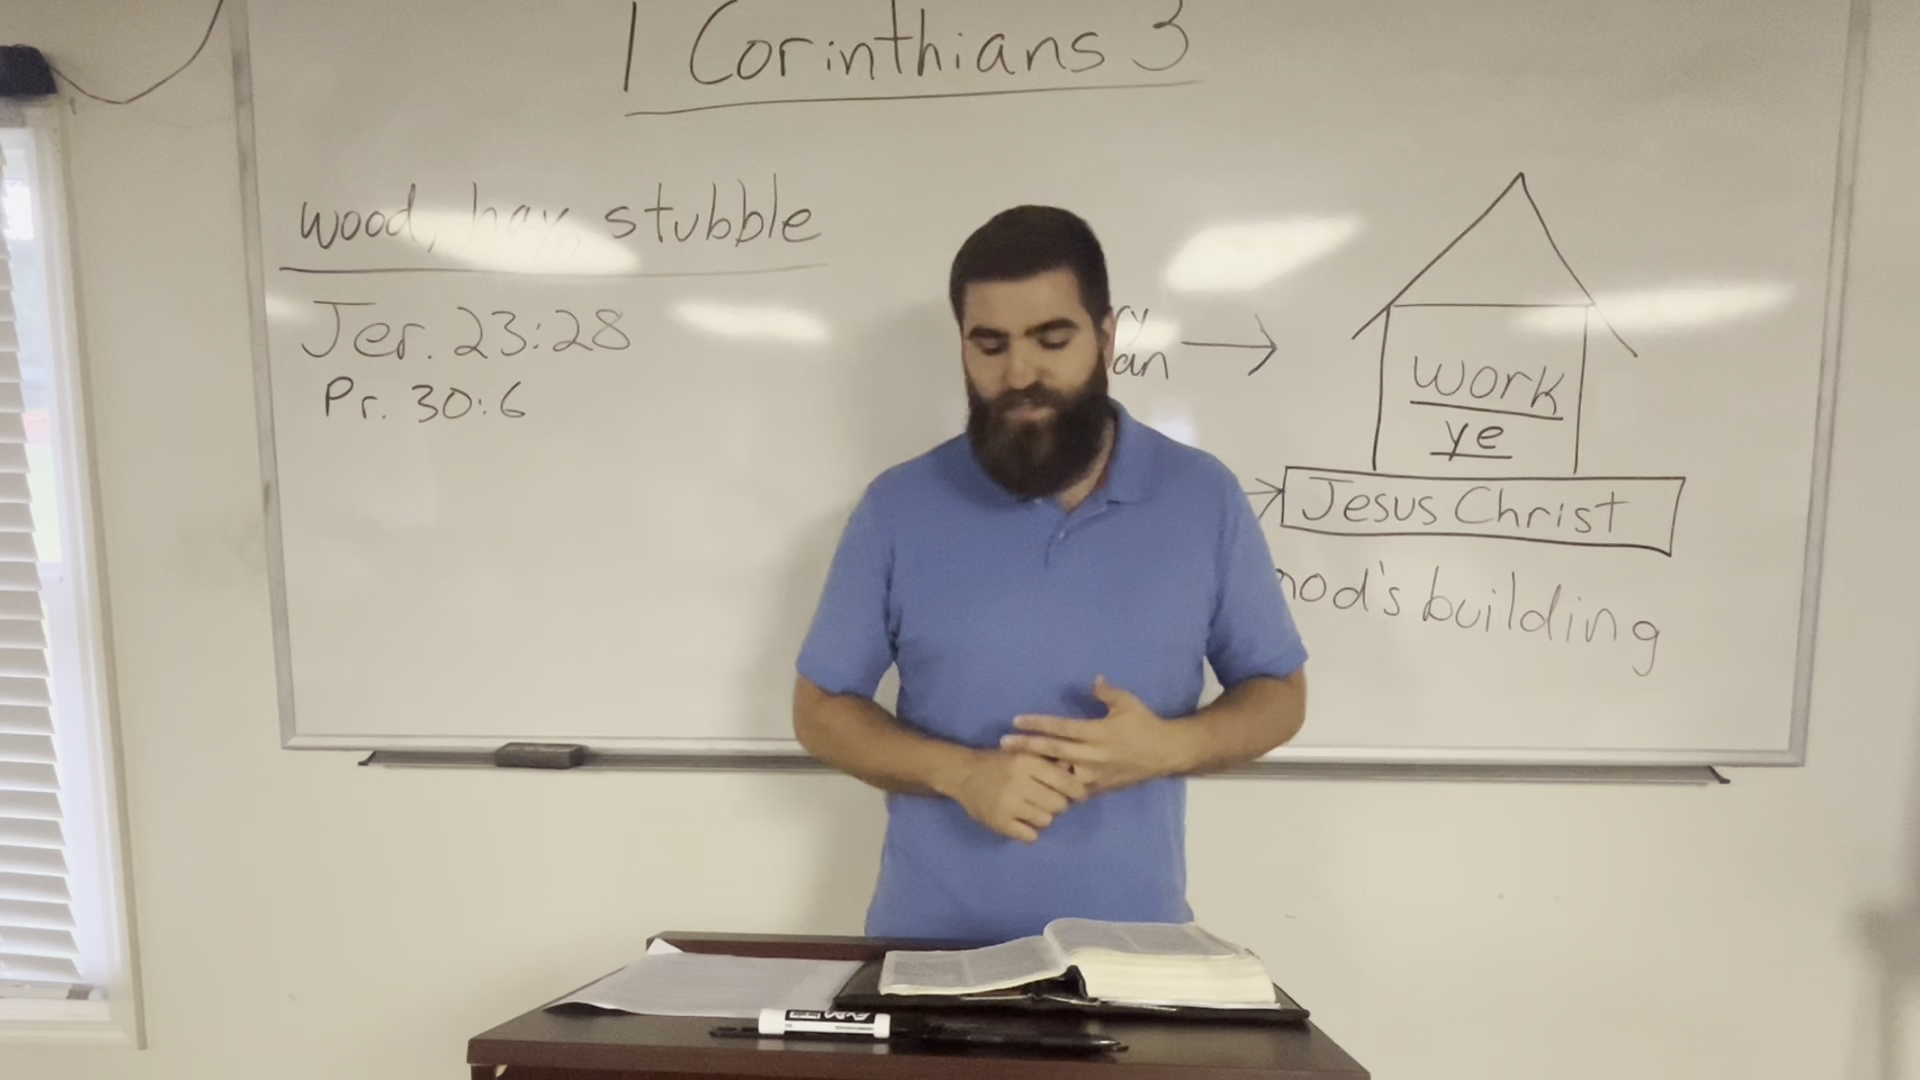 1 Corinthians 3
wood, hay, stubble
Jer. 23:28
Pr. 30:6
work
ye
Jesus Christ
building